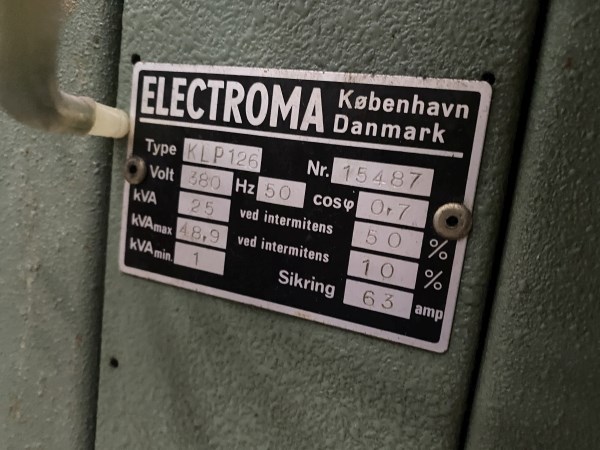 ELECTROMA København Danmark
Type KLP126 Nr. 15487
Volt 380 Hz 50 cosφ 0,7
kVA 25 ved intermitens 50 %
kVAmax 48,9 ved intermitens 10 %
kVAmin. 1 Sikring 63 amp